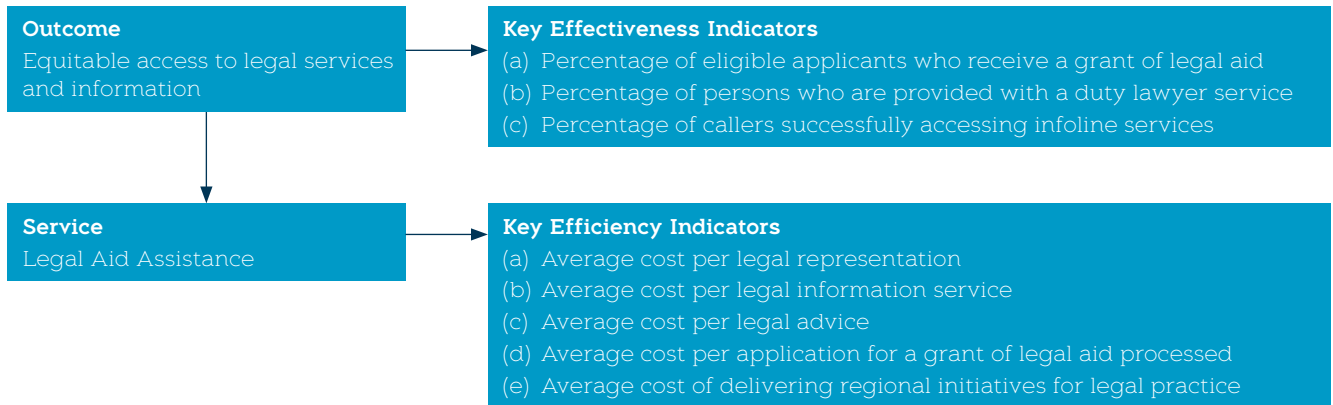 Outcome
Equitable access to legal services
and information
Key Effectiveness Indicators
(a) Percentage of eligible applicants who receive a grant of legal aid
(b) Percentage of persons who are provided with a duty lawyer service
(c) Percentage of callers successfully accessing infoline services
Service
Legal Aid Assistance
Key Efficiency Indicators
(a) Average cost per legal representation
(b) Average cost per legal information service
(c) Average cost per legal advice
(d) Average cost per application for a grant of legal aid processed
(e) Average cost of delivering regional initiatives for legal practice